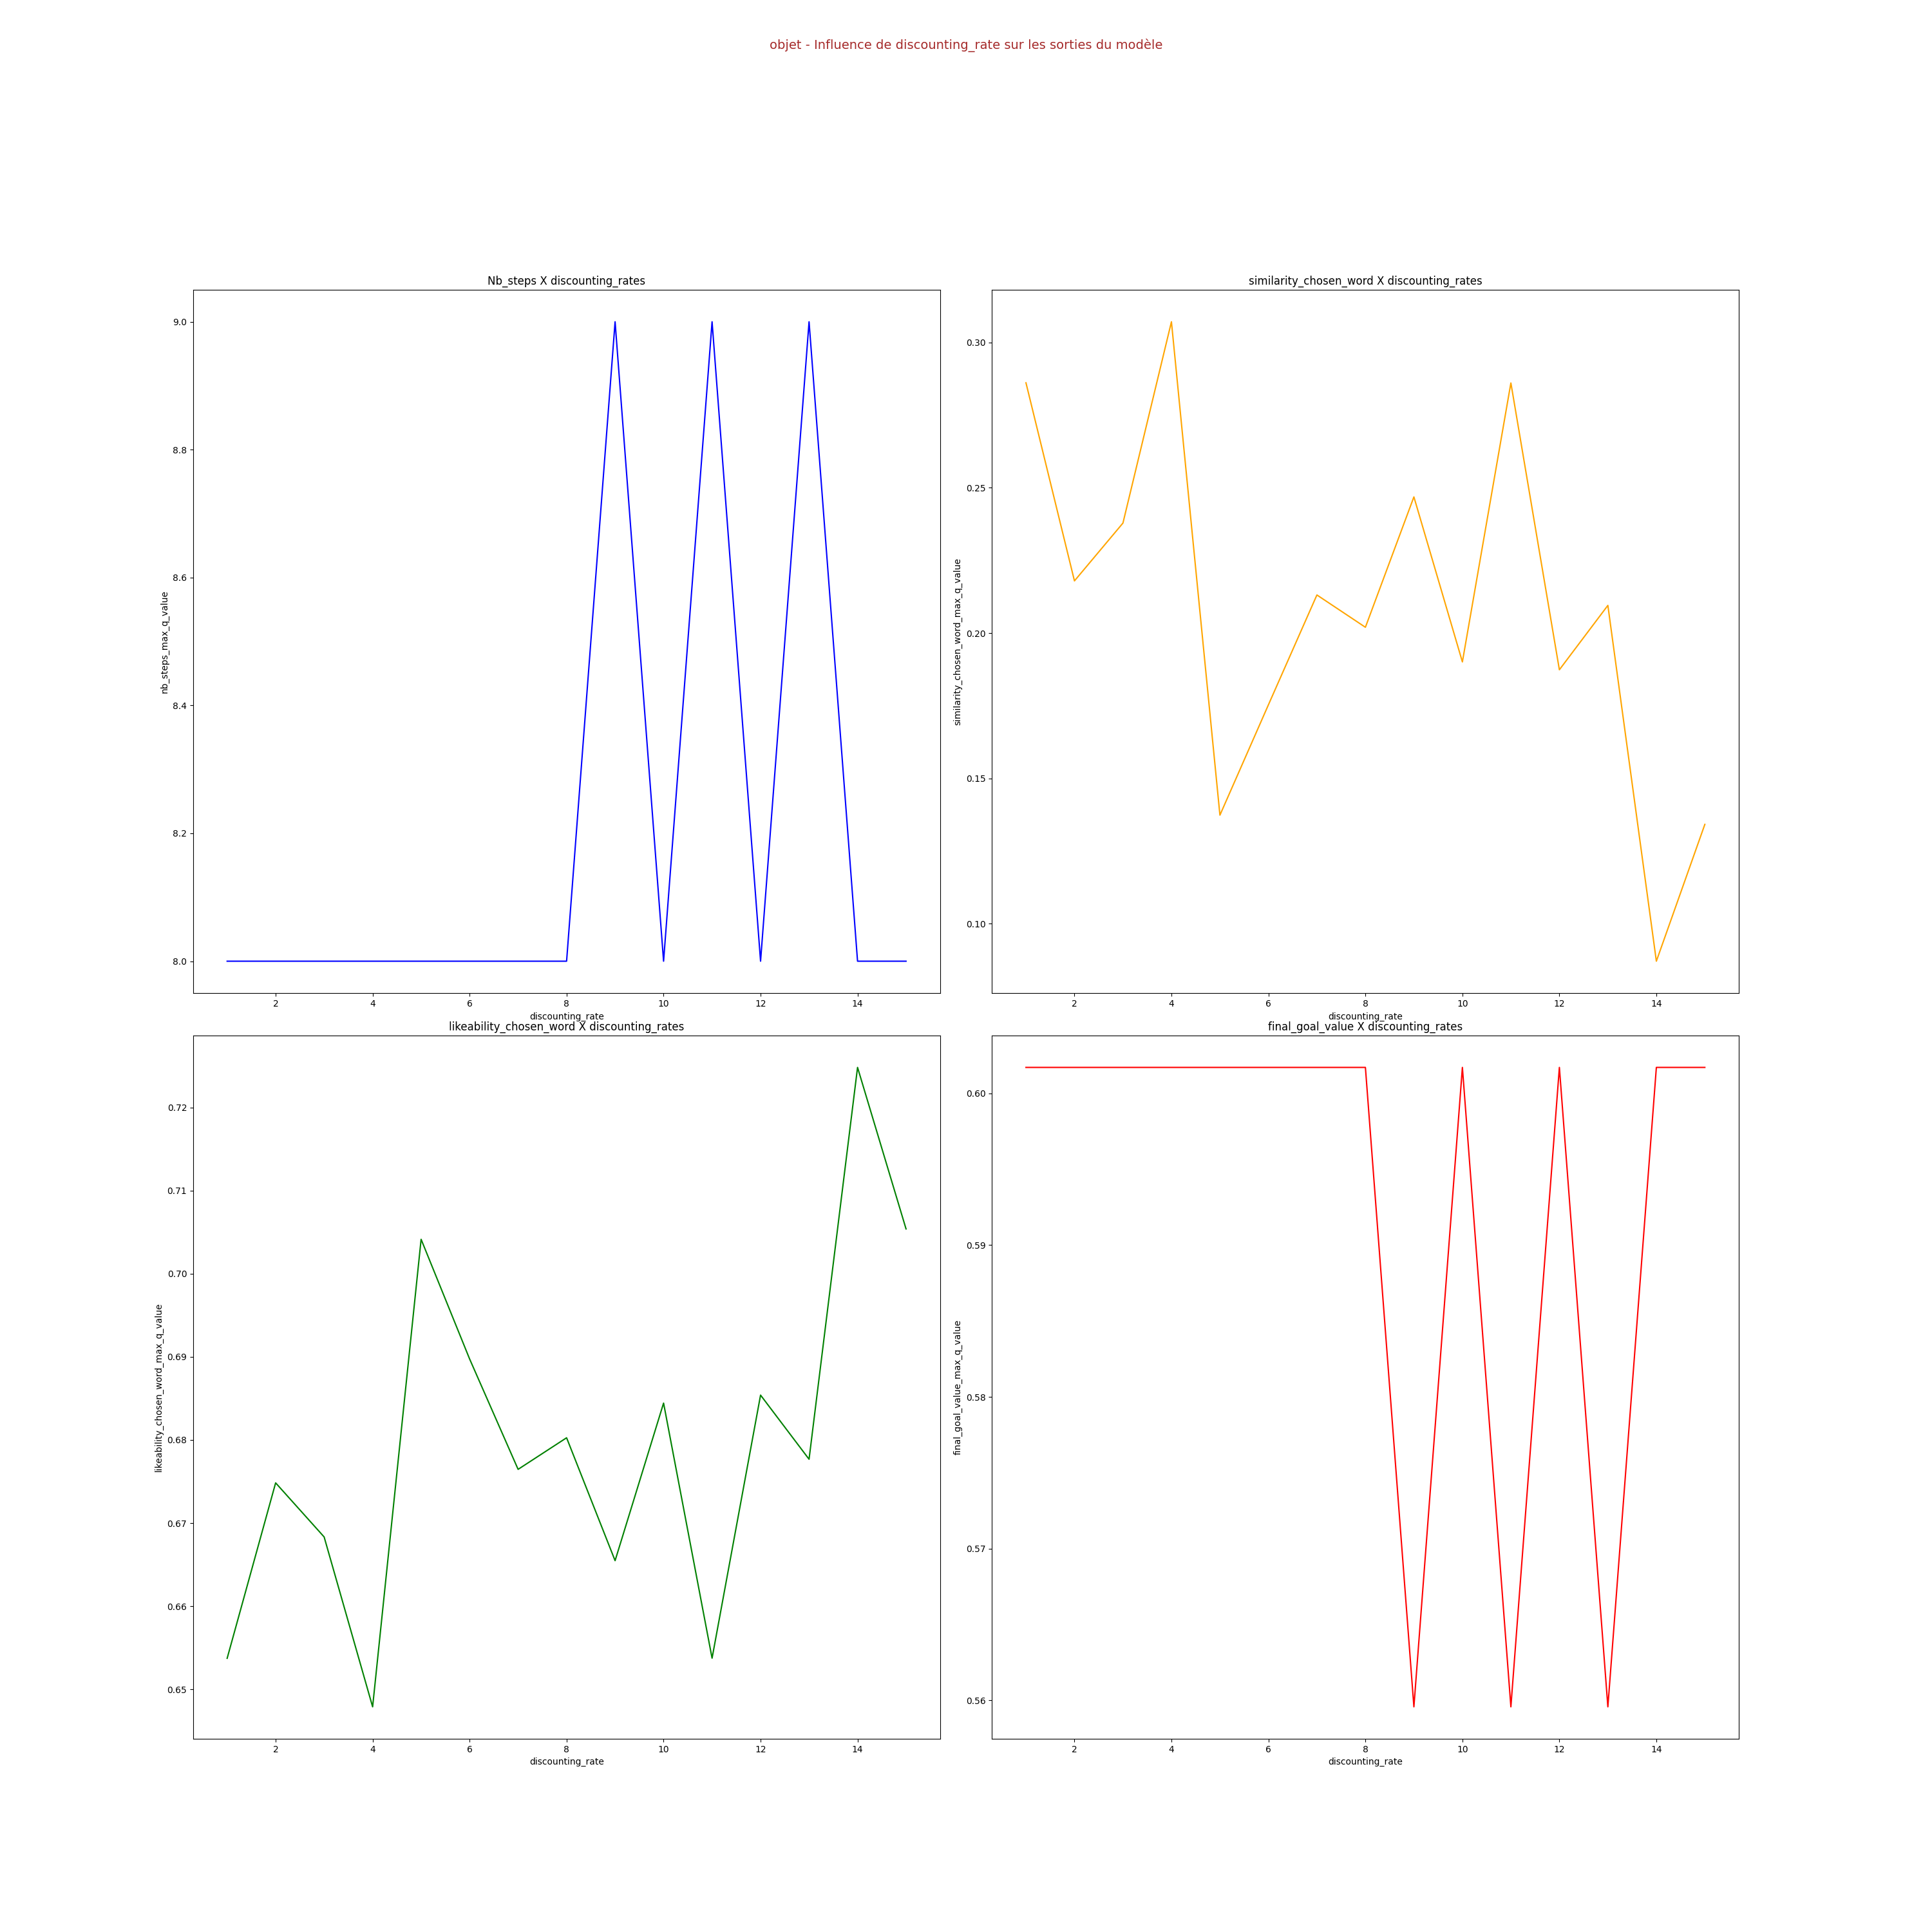 objet - Influence de discounting_rate sur les sorties du modèle
Nb_steps X discounting_rates
nb_steps_max_q_value
9.0
8.8
8.6
8.4
8.2
8.0
2 4 6 8 10 12 14
discounting_rate
similarity_chosen_word X discounting_rates
similarity_chosen_word_max_q_value
0.30
0.25
0.20
0.15
0.10
2 4 6 8 10 12 14
discounting_rate
likeability_chosen_word X discounting_rates
likeability_chosen_word_max_q_value
0.72
0.71
0.70
0.69
0.68
0.67
0.66
0.65
2 4 6 8 10 12 14
discounting_rate
final_goal_value X discounting_rates
final_goal_value_max_q_value
0.60
0.59
0.58
0.57
0.56
2 4 6 8 10 12 14
discounting_rate